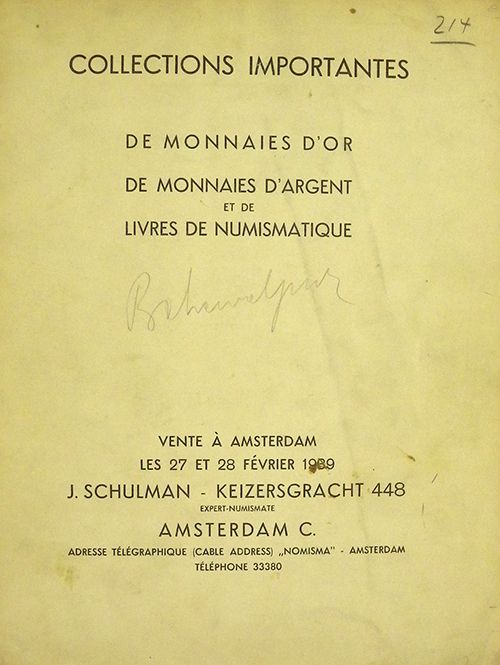 214
COLLECTIONS IMPORTANTES
DE MONNAIES D'OR
DE MONNAIES D'ARGENT
ET DE
LIVRES DE NUMISMATIQUE
VENTE À AMSTERDAM
LES 27 ET 28 FÉVRIER 1939
J. SCHULMAN - KEIZERSGRACHT 448
EXPERT-NUMISMATE
AMSTERDAM C.
ADRESSE TÉLÉGRAPHIQUE (CABLE ADDRESS) „NOMISMA" - AMSTERDAM
TÉLÉPHONE 33380